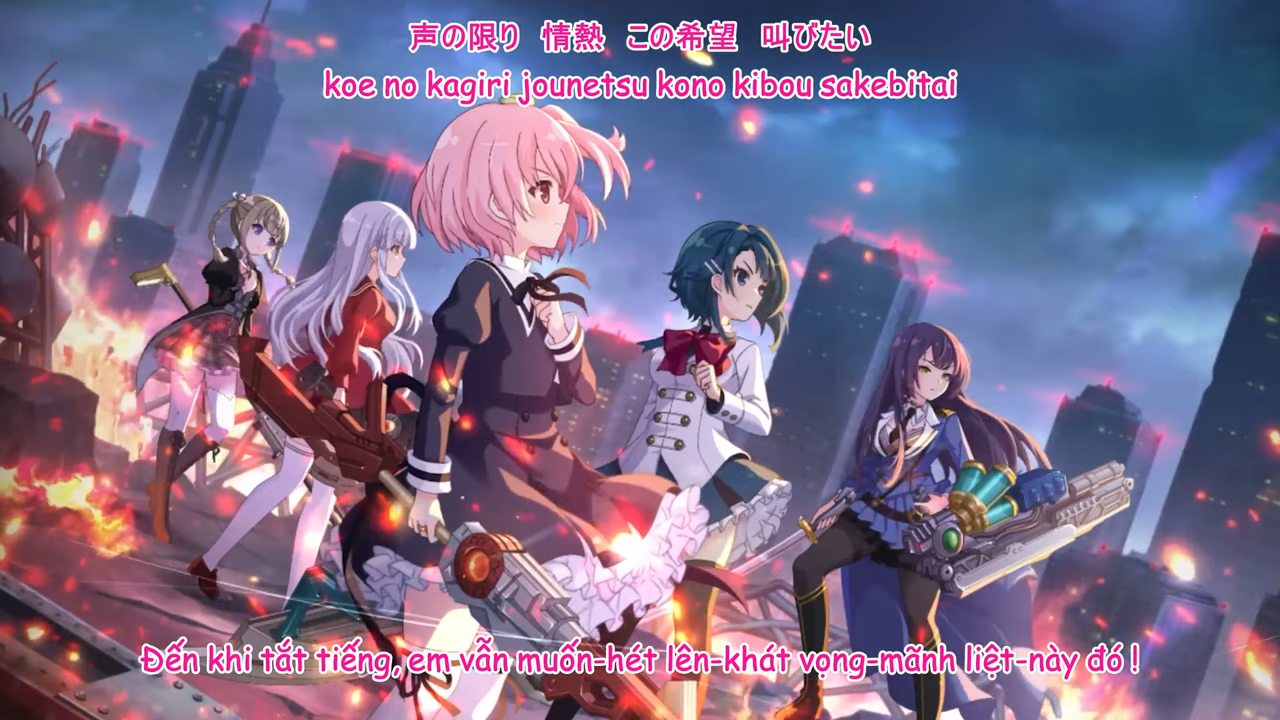 声の限り 情熱 この希望 叫びたい
koe no kagiri jounetsu kono kibou sakebitai
Đến khi tắt tiếng, em vẫn muốn-hét lên-khát vọng-mãnh liệt-này đó !